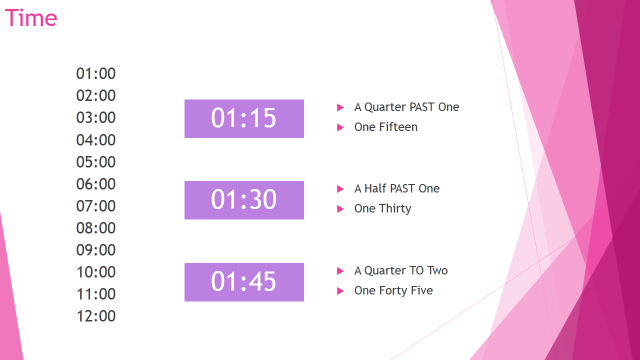 Time
01:00
02:00
03:00
04:00
05:00
06:00
07:00
08:00
09:00
10:00
11:00
12:00
01:15
A Quarter PAST One
One Fifteen
01:30
A Half PAST One
One Thirty
01:45
A Quarter TO Two
One Forty Five